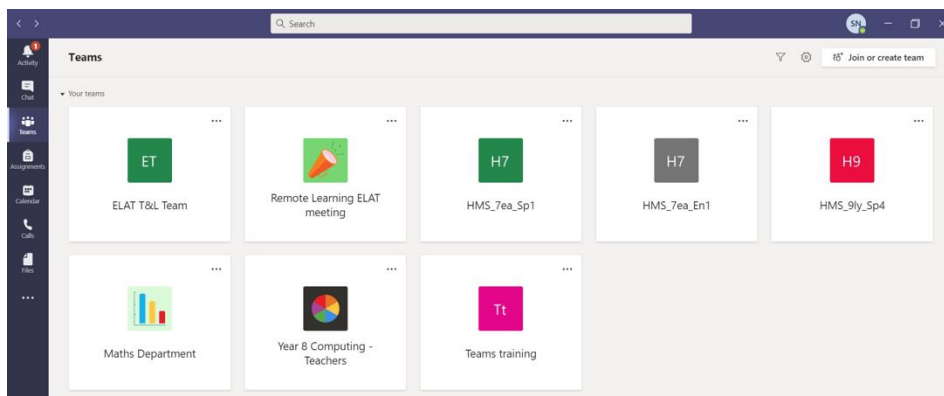 Search
SN
1
Activity
Chat
Teams
Assignments
Calendar
Calls
Files
Teams
Join or create team
Your teams
ET
ELAT T&L Team
Remote Learning ELAT
meeting
H7
HMS_7ea_Sp1
H7
HMS_7ea_En1
H9
HMS_9ly_Sp4
Maths Department
Year 8 Computing -
Teachers
Tt
Teams training